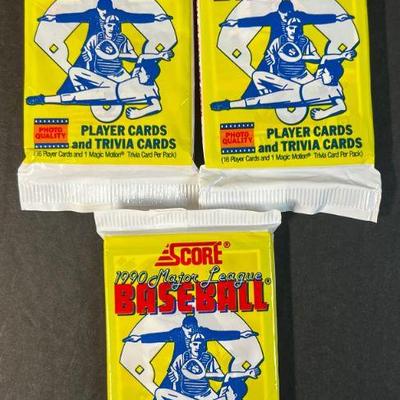 PHOTO
QUALITY
PLAYER CARDS
and TRIVIA CARDS
(16 Player Cards and 1 Magic Motion® Trivia Card Per Pack)
PHOTO
QUALITY
PLAYER CARDS
and TRIVIA CARDS
(16 Player Cards and 1 Magic Motion® Trivia Card Per Pack)
SCORE®
1990 Major League®
BASEBALL
S